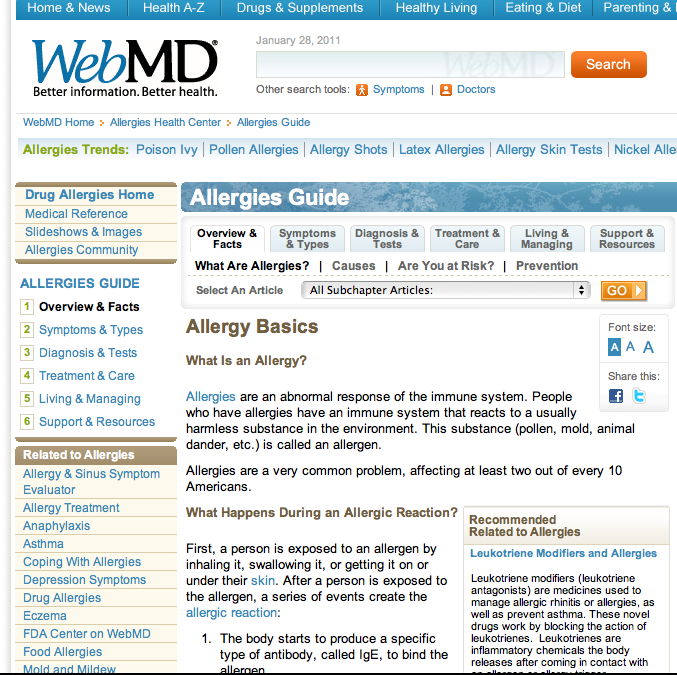 Home & News Health A-Z Drugs & Supplements Healthy Living Eating & Diet Parenting &
January 28, 2011
WebMD®
Better information. Better health.
WebMD
Search
Other search tools: Symptoms | Doctors
WebMD Home > Allergies Health Center > Allergies Guide
Allergies Trends: Poison Ivy | Pollen Allergies | Allergy Shots | Latex Allergies | Allergy Skin Tests | Nickel Alle
Drug Allergies Home
Medical Reference
Slideshows & Images
Allergies Community
ALLERGIES GUIDE
1 Overview & Facts
2 Symptoms & Types
3 Diagnosis & Tests
4 Treatment & Care
5 Living & Managing
6 Support & Resources
Related to Allergies
Allergy & Sinus Symptom
Evaluator
Allergy Treatment
Anaphylaxis
Asthma
Coping With Allergies
Depression Symptoms
Drug Allergies
Eczema
FDA Center on WebMD
Food Allergies
Mold and Mildew
Allergies Guide
Overview &
Facts
Symptoms
& Types
Diagnosis &
Tests
Treatment &
Care
Living &
Managing
Support &
Resources
What Are Allergies? | Causes | Are You at Risk? | Prevention
Select An Article All Subchapter Articles: GO
Allergy Basics
Font size:
A A A
Share this:
What Is an Allergy?
Allergies are an abnormal response of the immune system. People
who have allergies have an immune system that reacts to a usually
harmless substance in the environment. This substance (pollen, mold, animal
dander, etc.) is called an allergen.
Allergies are a very common problem, affecting at least two out of every 10
Americans.
What Happens During an Allergic Reaction?
First, a person is exposed to an allergen by
inhaling it, swallowing it, or getting it on or
under their skin. After a person is exposed to
the allergen, a series of events create the
allergic reaction:
1. The body starts to produce a specific
type of antibody, called IgE, to bind the
allergen.
Recommended
Related to Allergies
Leukotriene Modifiers and Allergies
Leukotriene modifiers (leukotriene
antagonists) are medicines used to
manage allergic rhinitis or allergies, as
well as prevent asthma. These novel
drugs work by blocking the action of
leukotrienes. Leukotrienes are
inflammatory chemicals the body
releases after coming in contact with
an allergen or allergy trigger.